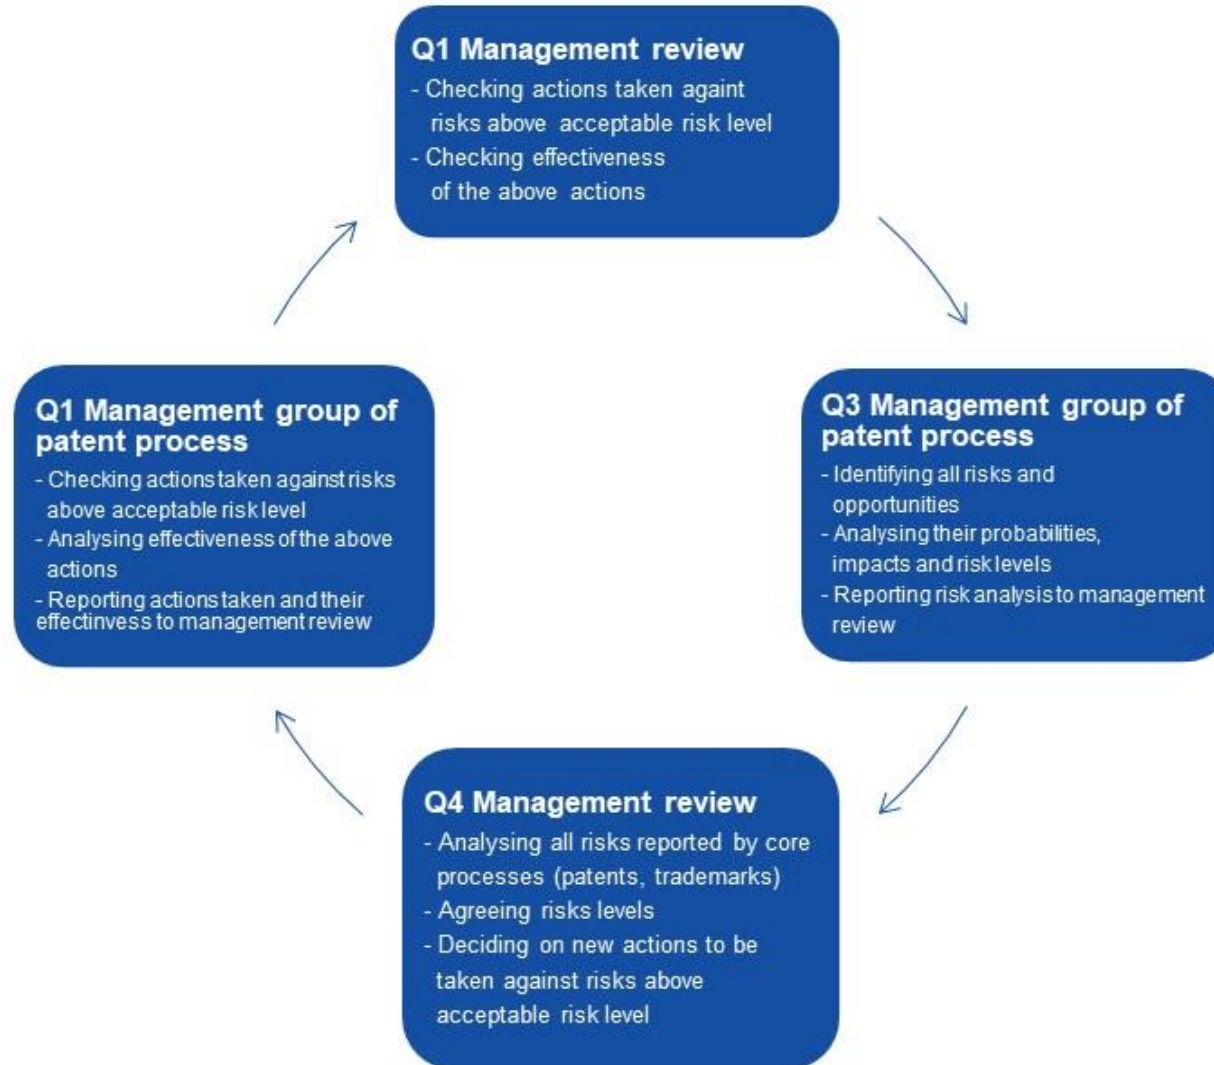 Q1 Management review
- Checking actions taken againt
risks above acceptable risk level
- Checking effectiveness
of the above actions
Q1 Management group of
patent process
- Checking actions taken against risks
above acceptable risk level
- Analysing effectiveness of the above
actions
- Reporting actions taken and their
effectinvess to management review
Q3 Management group of
patent process
- Identifying all risks and
opportunities
- Analysing their probabilities,
impacts and risk levels
- Reporting risk analysis to management
review
Q4 Management review
- Analysing all risks reported by core
processes (patents, trademarks)
- Agreeing risks levels
- Deciding on new actions to be
taken against risks above
acceptable risk level